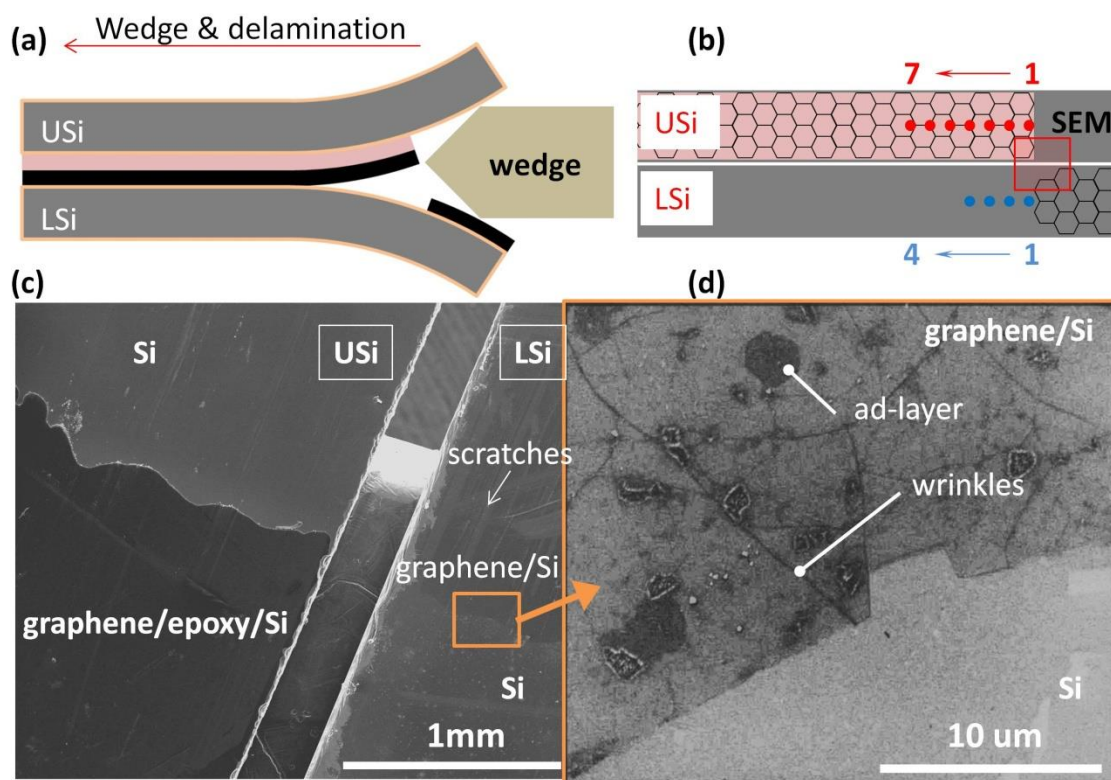 (a)
Wedge & delamination
USi
LSi
wedge
(b)
7
1
USi
SEM
LSi
4
1
(c)
Si
USi
LSi
scratches
graphene/Si
graphene/epoxy/Si
Si
1mm
(d)
graphene/Si
ad-layer
wrinkles
Si
10 um